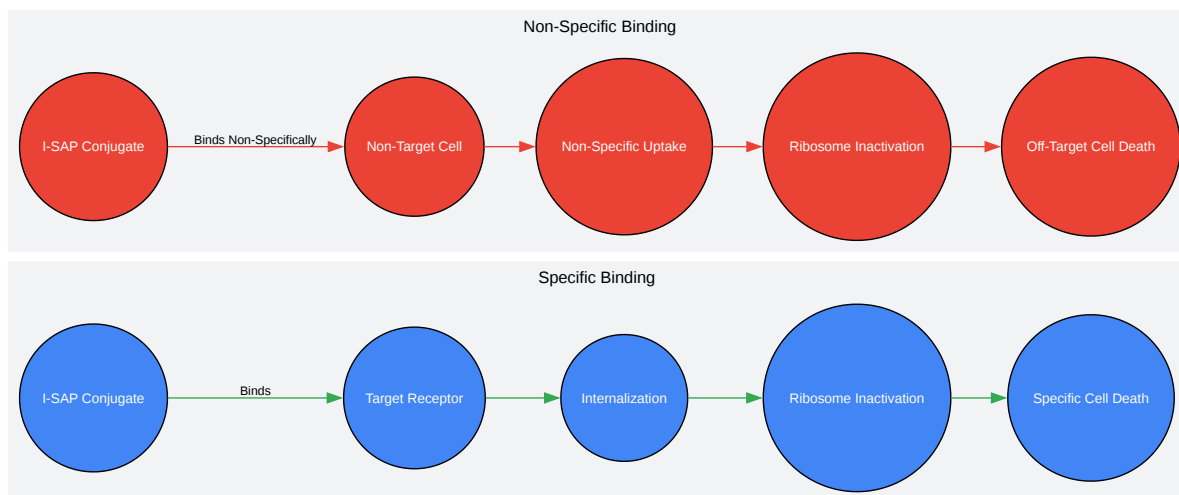 Non-Specific Binding
I-SAP Conjugate
Binds Non-Specifically
Non-Target Cell
Non-Specific Uptake
Ribosome Inactivation
Off-Target Cell Death
Specific Binding
I-SAP Conjugate
Binds
Target Receptor
Internalization
Ribosome Inactivation
Specific Cell Death